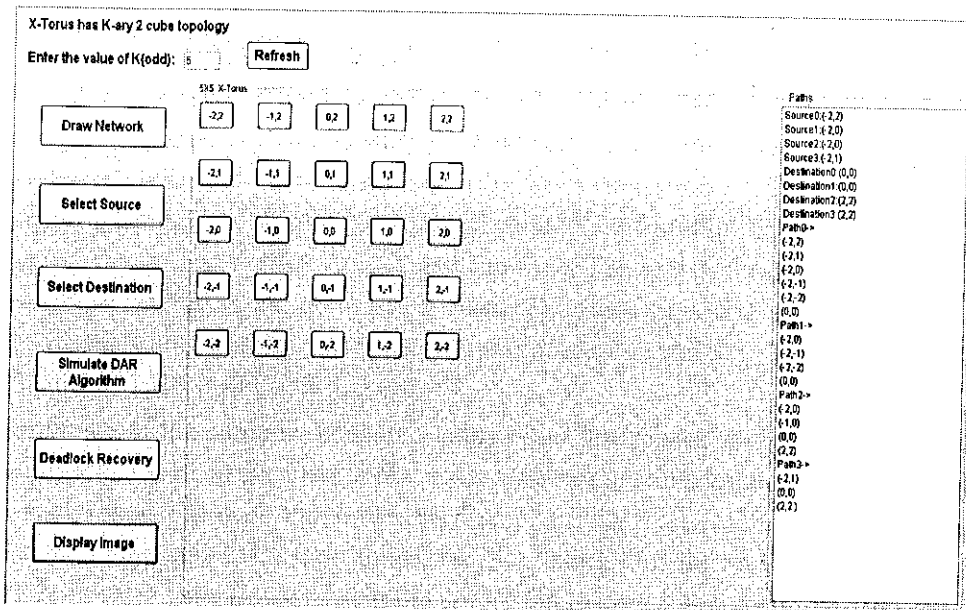 X-Torus has K-ary 2 cube topology
Enter the value of K(odd): 5 Refresh
5X5 X-Torus
Draw Network
Select Source
Select Destination
Simulate DAR
Algorithm
Deadlock Recovery
Display Image
-2,2 -1,2 0,2 1,2 2,2
-2,1 -1,1 0,1 1,1 2,1
-2,0 -1,0 0,0 1,0 2,0
-2,-1 -1,-1 0,-1 1,-1 2,-1
-2,-2 -1,-2 0,-2 1,-2 2,-2
Paths
Source0:(-2,2)
Source1:(-2,0)
Source2:(-2,0)
Source3:(-2,1)
Destination0:(0,0)
Destination1:(0,0)
Destination2:(2,2)
Destination3:(2,2)
Path0->
(-2,2)
(-2,1)
(-2,0)
(-2,-1)
(-2,-2)
(0,0)
Path1->
(-2,0)
(-2,-1)
(-2,-2)
(0,0)
Path2->
(-2,0)
(-1,0)
(0,0)
(2,2)
Path3->
(-2,1)
(0,0)
(2,2)